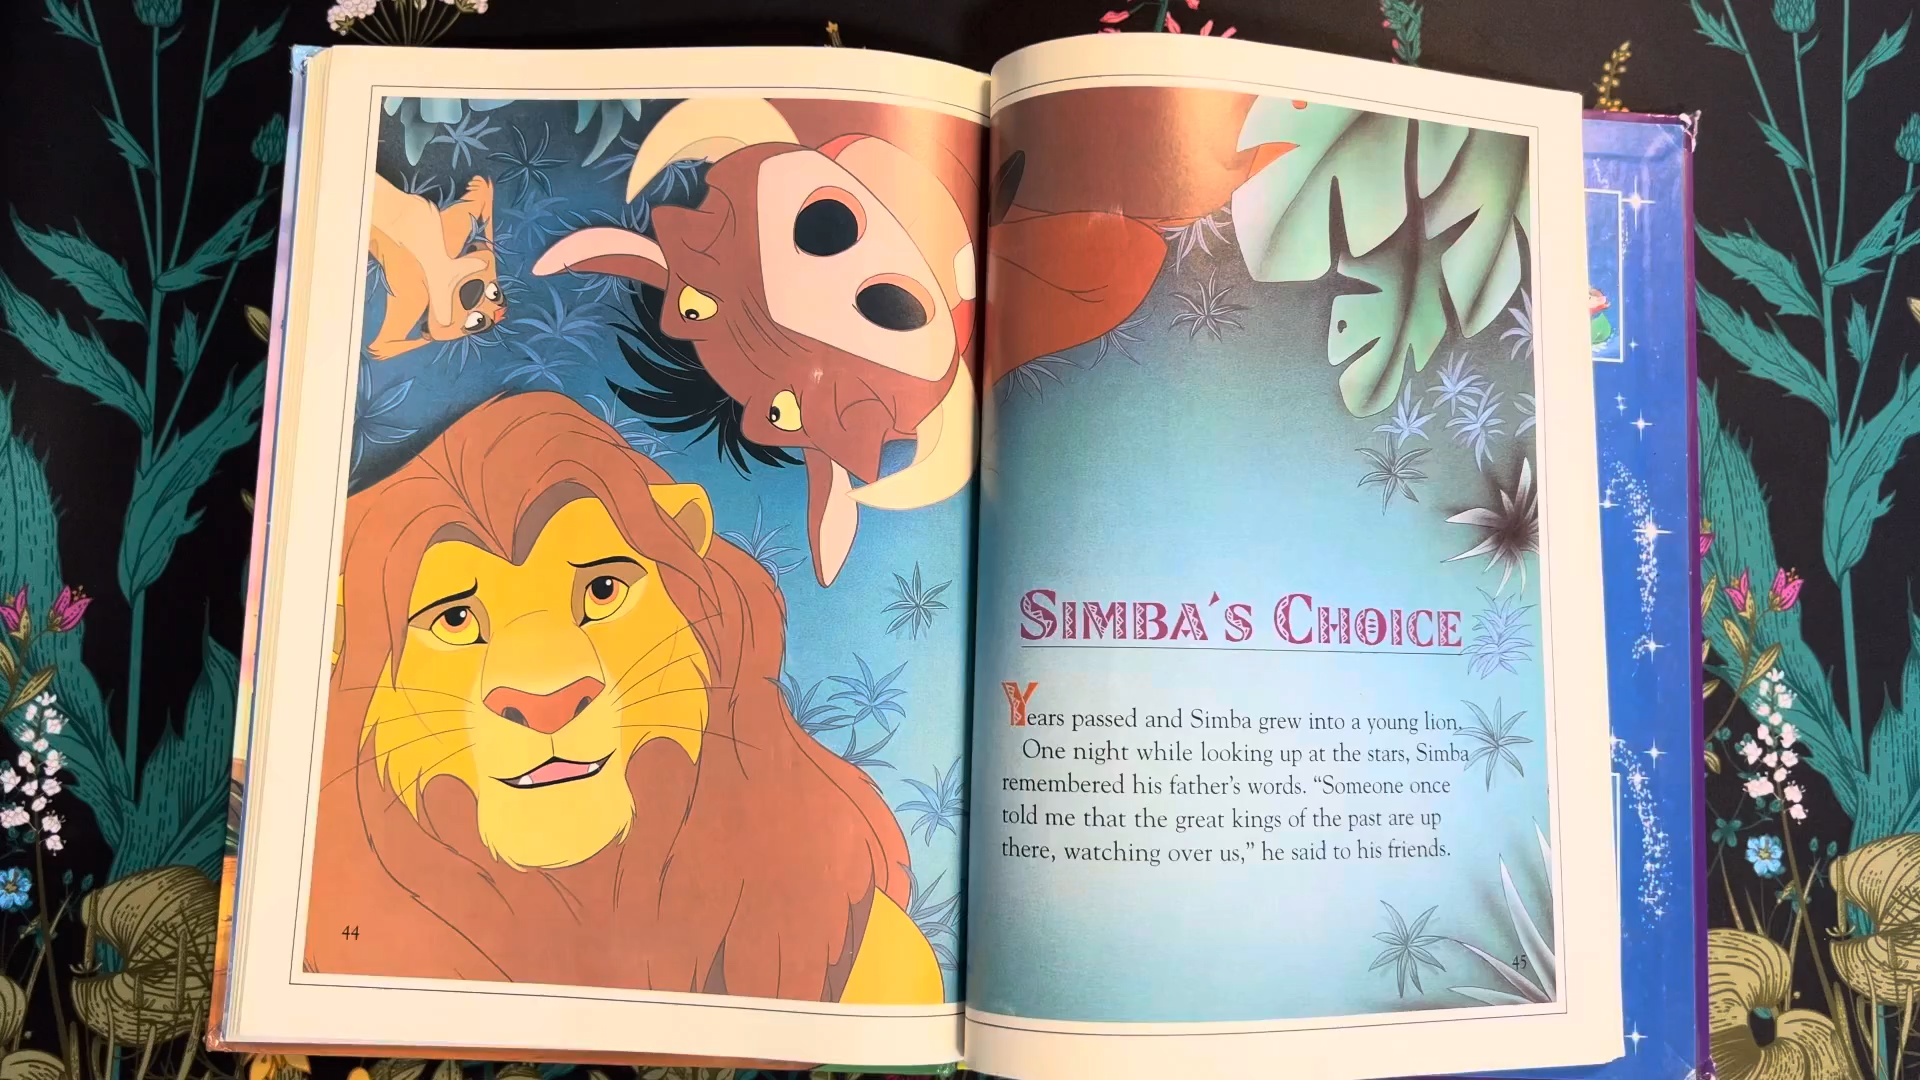 44
SIMBA'S CHOICE
Years passed and Simba grew into a young lion.
One night while looking up at the stars, Simba
remembered his father's words. “Someone once
told me that the great kings of the past are up
there, watching over us,” he said to his friends.
45